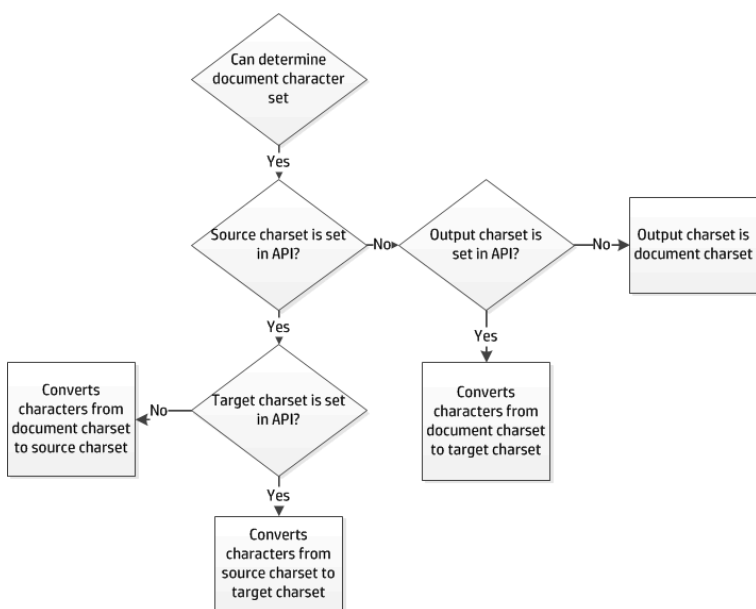 Can determine
document character
set
Yes
Source charset is set
in API?
No
Output charset is
set in API?
No
Output charset is
document charset
Yes
Yes
Converts
characters from
document charset
to source charset
No
Target charset is set
in API?
Converts
characters from
document charset
to target charset
Yes
Converts
characters from
source charset to
target charset